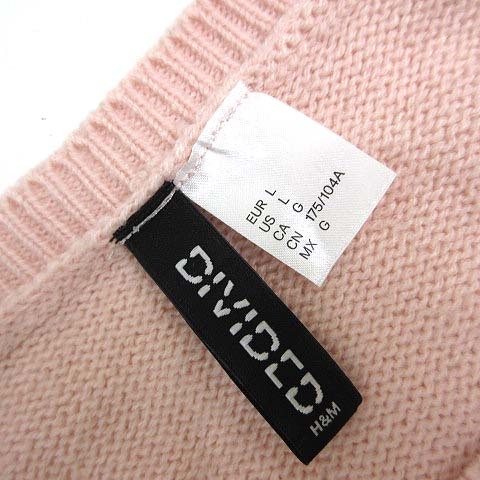 EUR L
US L
CA G
CN 175/104A
MX G
DIVIDED
H&M